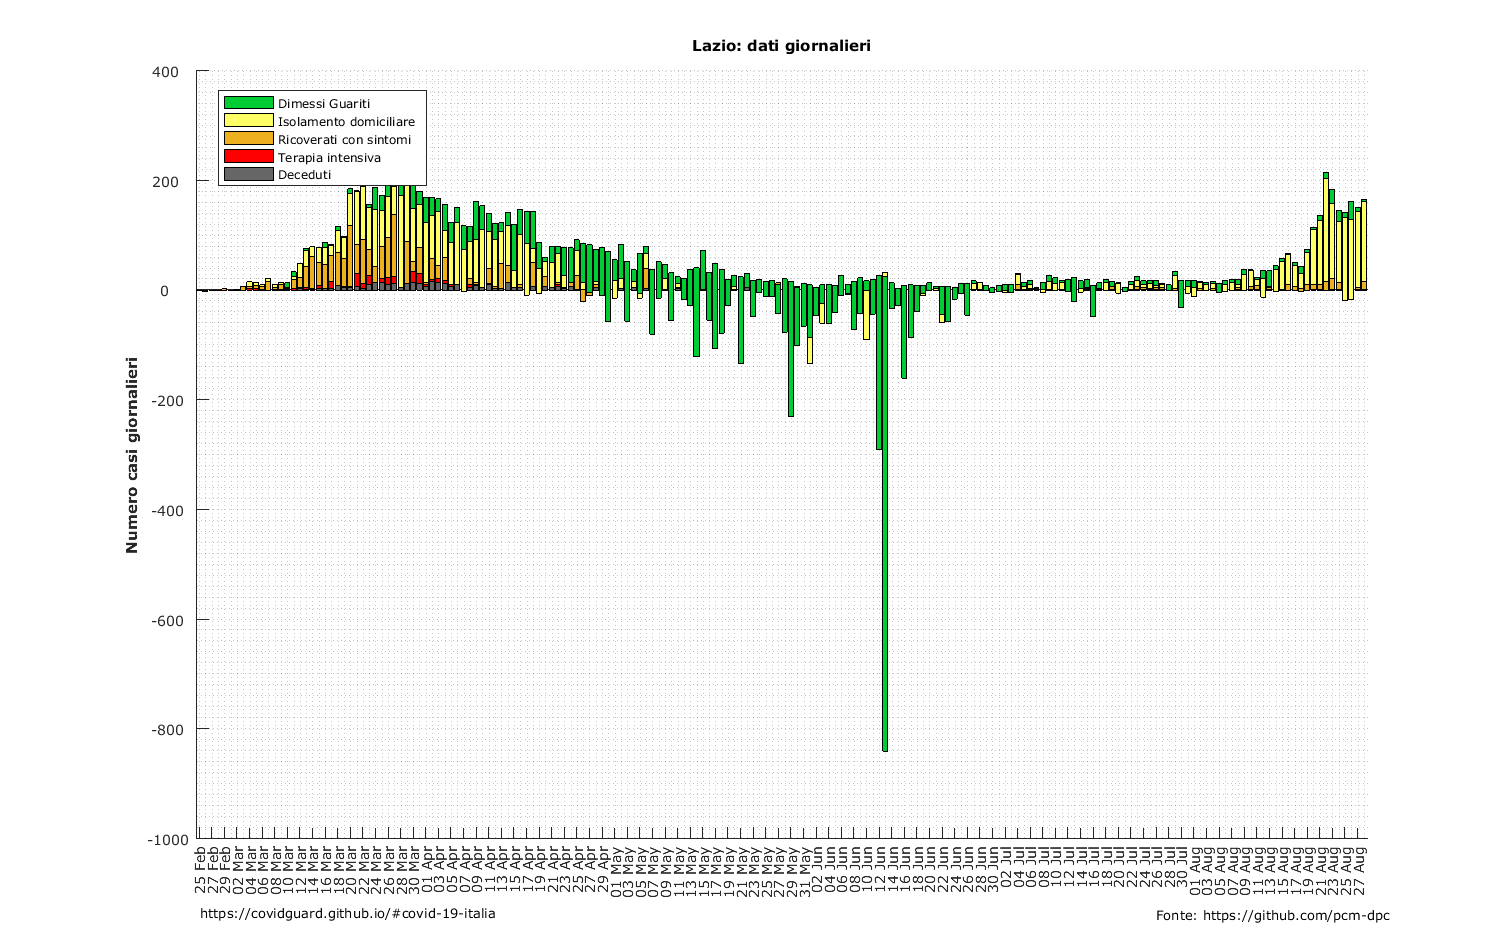 Lazio: dati giornalieri
400
200
0
-200
-400
-600
-800
-1000
Numero casi giornalieri
Dimessi Guariti
Isolamento domiciliare
Ricoverati con sintomi
Terapia intensiva
Deceduti
25 Feb
27 Feb
29 Feb
02 Mar
04 Mar
06 Mar
08 Mar
10 Mar
12 Mar
14 Mar
16 Mar
18 Mar
20 Mar
22 Mar
24 Mar
26 Mar
28 Mar
30 Mar
01 Apr
03 Apr
05 Apr
07 Apr
09 Apr
11 Apr
13 Apr
15 Apr
17 Apr
19 Apr
21 Apr
23 Apr
25 Apr
27 Apr
29 Apr
01 May
03 May
05 May
07 May
09 May
11 May
13 May
15 May
17 May
19 May
21 May
23 May
25 May
27 May
29 May
31 May
02 Jun
04 Jun
06 Jun
08 Jun
10 Jun
12 Jun
14 Jun
16 Jun
18 Jun
20 Jun
22 Jun
24 Jun
26 Jun
28 Jun
30 Jun
02 Jul
04 Jul
06 Jul
08 Jul
10 Jul
12 Jul
14 Jul
16 Jul
18 Jul
20 Jul
22 Jul
24 Jul
26 Jul
28 Jul
30 Jul
01 Aug
03 Aug
05 Aug
07 Aug
09 Aug
11 Aug
13 Aug
15 Aug
17 Aug
19 Aug
21 Aug
23 Aug
25 Aug
27 Aug
https://covidguard.github.io/#covid-19-italia
Fonte: https://github.com/pcm-dpc